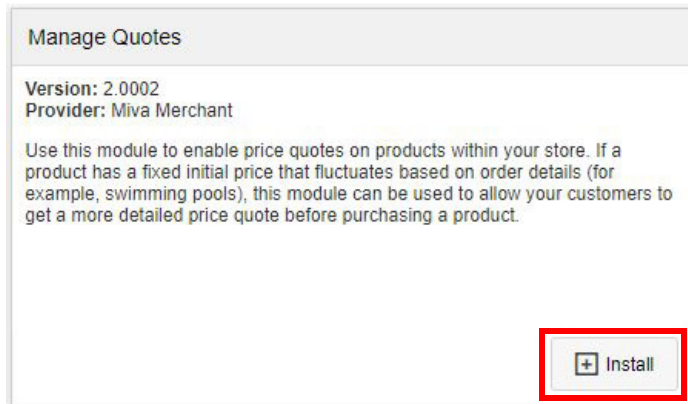 Manage Quotes
Version: 2.0002
Provider: Miva Merchant
Use this module to enable price quotes on products within your store. If a
product has a fixed initial price that fluctuates based on order details (for
example, swimming pools), this module can be used to allow your customers to
get a more detailed price quote before purchasing a product.
Install